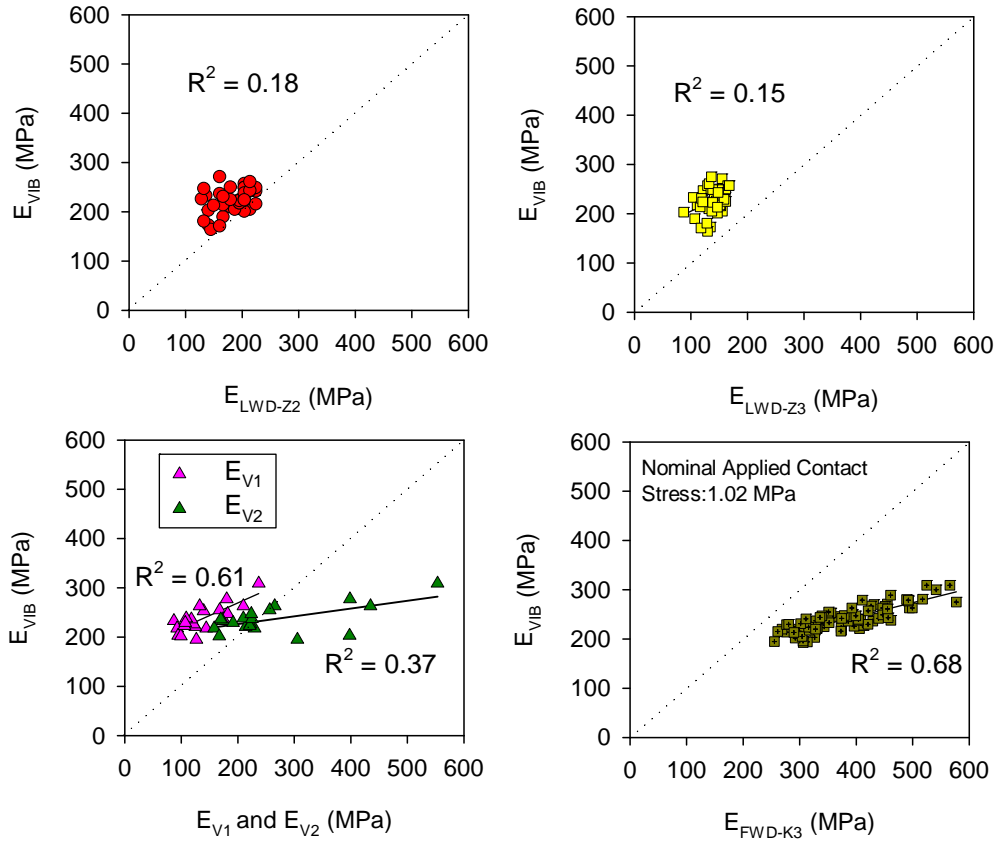 600
500
400
300
200
100
0
E_VIB (MPa)
R² = 0.18
0 100 200 300 400 500 600
E_LWD-Z2 (MPa)
600
500
400
300
200
100
0
E_VIB (MPa)
R² = 0.15
0 100 200 300 400 500 600
E_LWD-Z3 (MPa)
600
500
400
300
200
100
0
E_VIB (MPa)
E_V1
E_V2
R² = 0.61
R² = 0.37
0 100 200 300 400 500 600
E_V1 and E_V2 (MPa)
600
500
400
300
200
100
0
E_VIB (MPa)
Nominal Applied Contact
Stress:1.02 MPa
R² = 0.68
0 100 200 300 400 500 600
E_FWD-K3 (MPa)